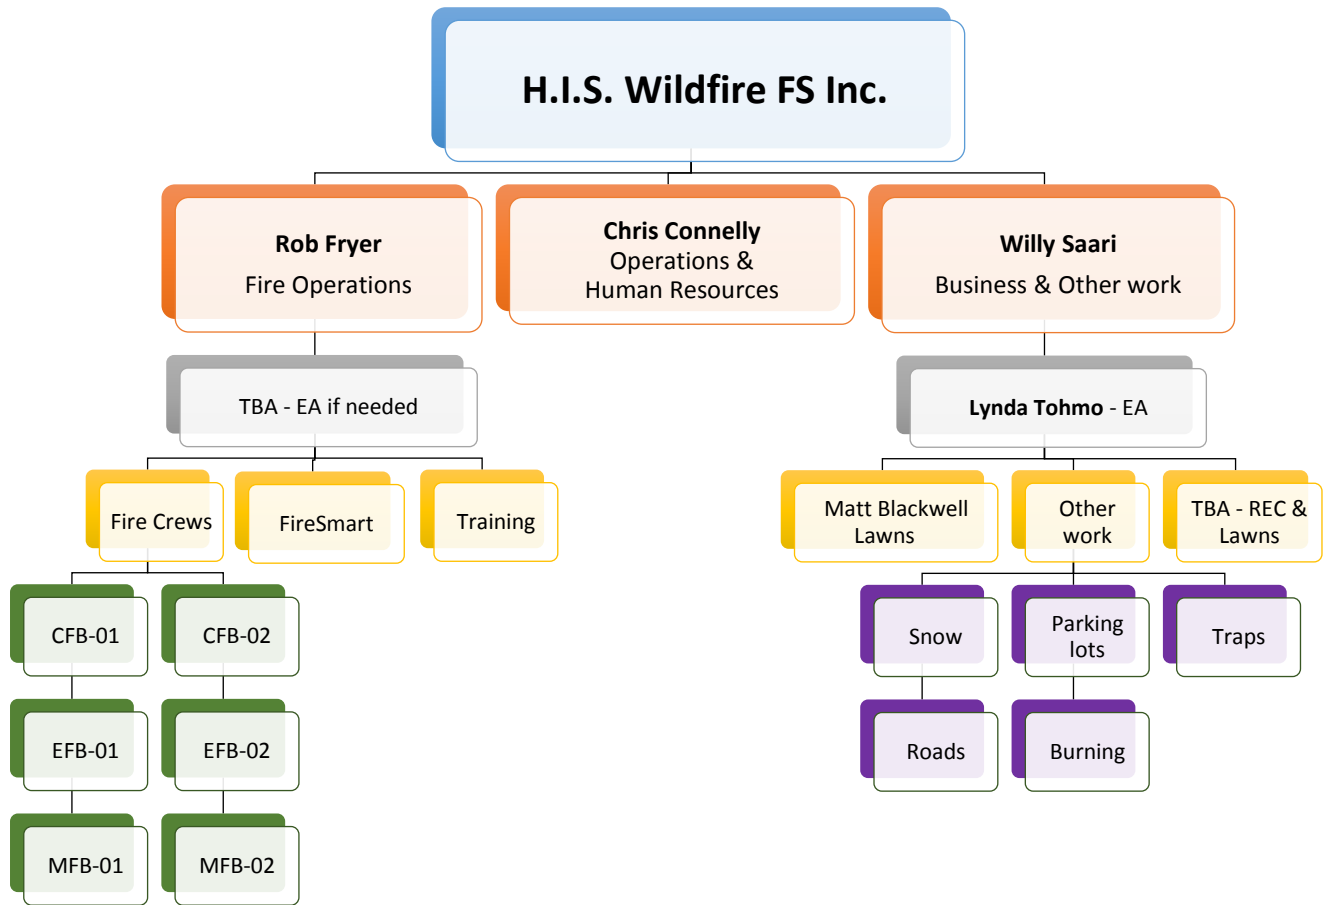 H.I.S. Wildfire FS Inc.
Rob Fryer
Fire Operations
Chris Connelly
Operations &
Human Resources
Willy Saari
Business & Other work
TBA - EA if needed
Lynda Tohmo - EA
Fire Crews
FireSmart
Training
Matt Blackwell
Lawns
Other
work
TBA - REC &
Lawns
CFB-01
CFB-02
Snow
Parking
lots
Traps
EFB-01
EFB-02
Roads
Burning
MFB-01
MFB-02